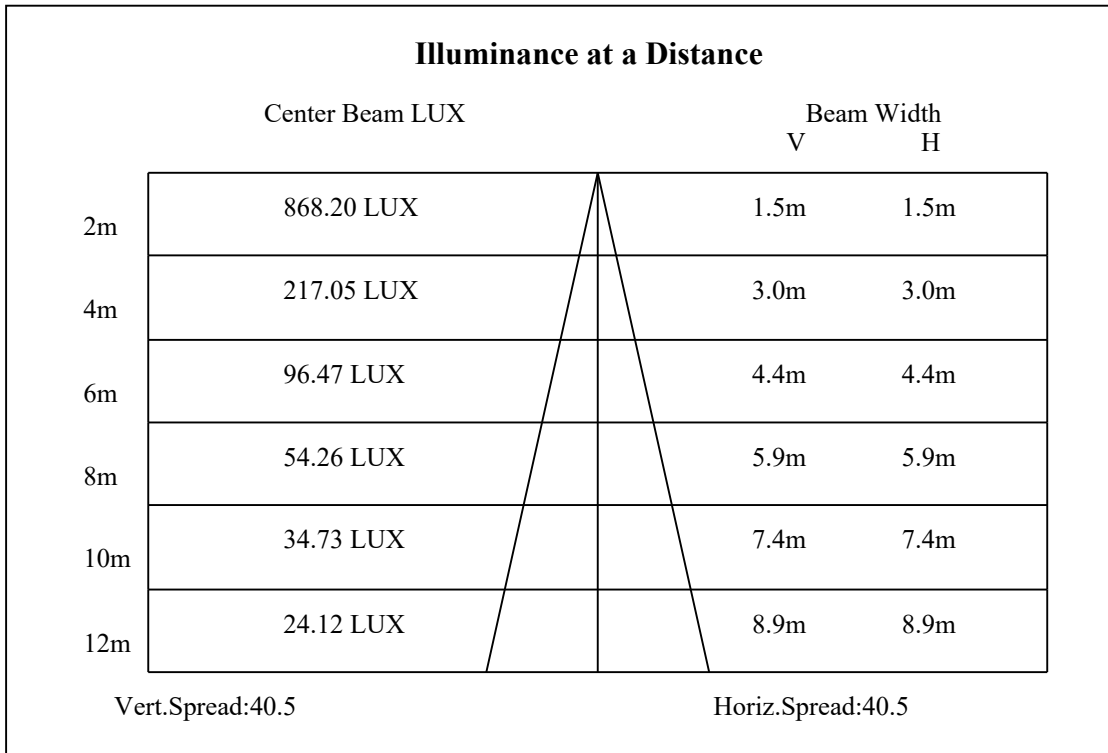 Illuminance at a Distance
Center Beam LUX Beam Width
V H
2m 868.20 LUX 1.5m 1.5m
4m 217.05 LUX 3.0m 3.0m
6m 96.47 LUX 4.4m 4.4m
8m 54.26 LUX 5.9m 5.9m
10m 34.73 LUX 7.4m 7.4m
12m 24.12 LUX 8.9m 8.9m
Vert.Spread:40.5 Horiz.Spread:40.5